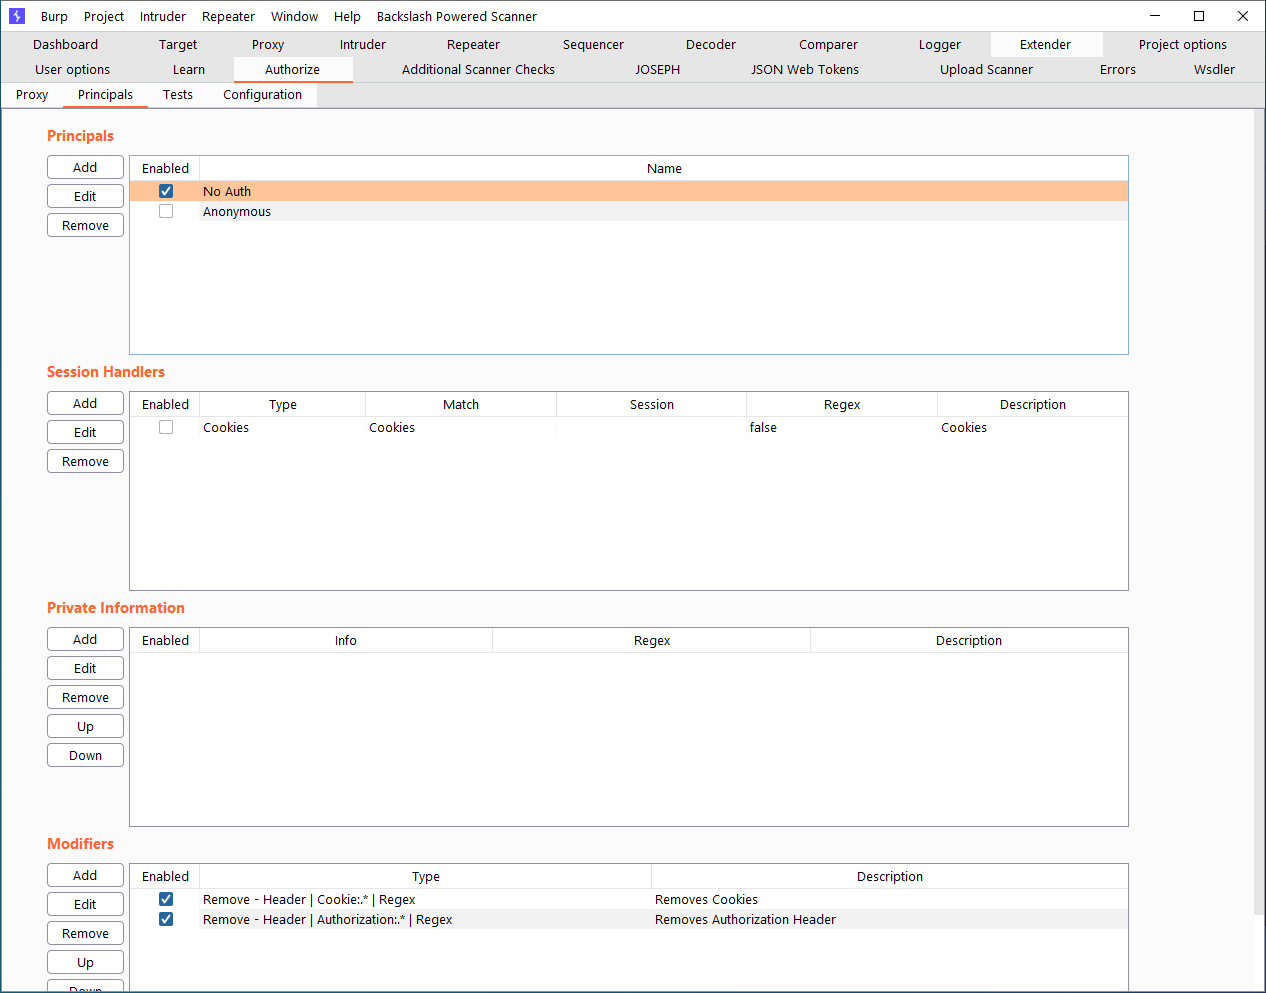 Burp Project Intruder Repeater Window Help Backslash Powered Scanner
Dashboard Target Proxy Intruder Repeater Sequencer Decoder Comparer Logger Extender Project options
User options Learn Authorize Additional Scanner Checks JOSEPH JSON Web Tokens Upload Scanner Errors Wsdler
Proxy Principals Tests Configuration
Principals
Add
Edit
Remove
Enabled Name
No Auth
Anonymous
Session Handlers
Add
Edit
Remove
Enabled Type Match Session Regex Description
Cookies Cookies false Cookies
Private Information
Add
Edit
Remove
Up
Down
Enabled Info Regex Description
Modifiers
Add
Edit
Remove
Up
Down
Enabled Type Description
Remove - Header | Cookie:.* | Regex Removes Cookies
Remove - Header | Authorization:.* | Regex Removes Authorization Header